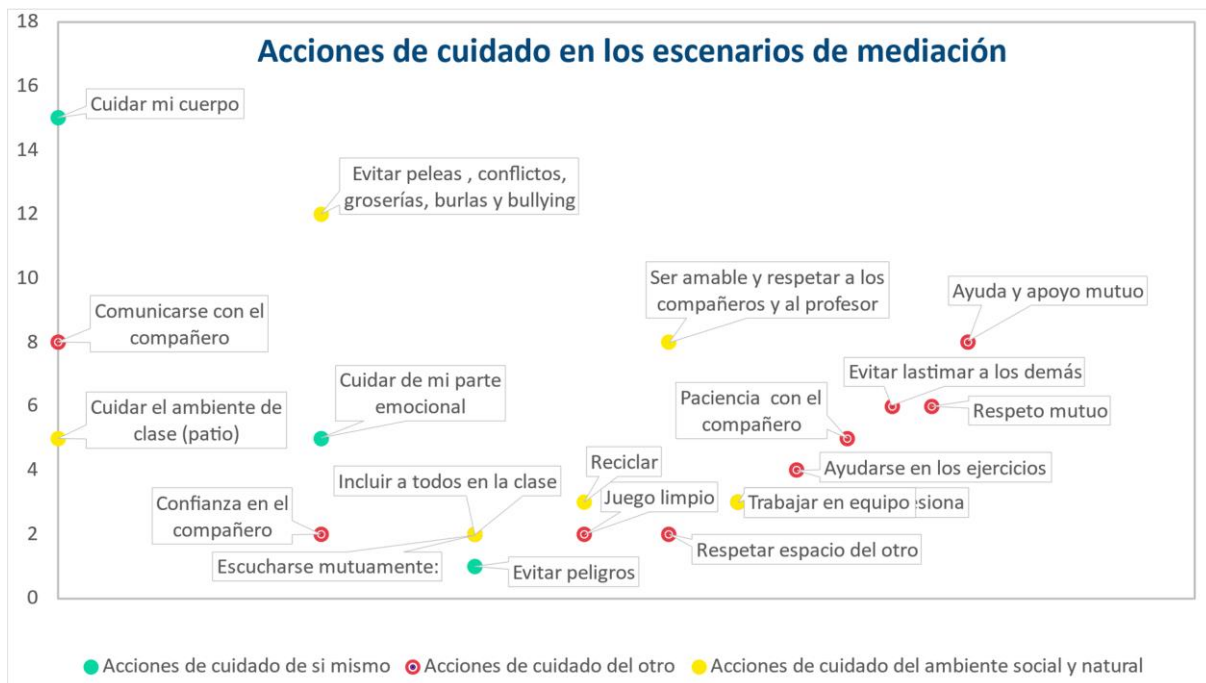 18
Acciones de cuidado en los escenarios de mediación
16
Cuidar mi cuerpo
14
Evitar peleas , conflictos,
groserías, burlas y bullying
12
10
Ser amable y respetar a los
compañeros y al profesor
Ayuda y apoyo mutuo
Comunicarse con el
compañero
8
Evitar lastimar a los demás
Cuidar de mi parte
emocional
Paciencia con el
compañero
6
Respeto mutuo
Cuidar el ambiente de
clase (patio)
4
Reciclar
Ayudarse en los ejercicios
Incluir a todos en la clase
Juego limpio
Trabajar en equipo
Confianza en el
compañero
2
Respetar espacio del otro
Escucharse mutuamente:
Evitar peligros
0
Acciones de cuidado de si mismo
Acciones de cuidado del otro
Acciones de cuidado del ambiente social y natural